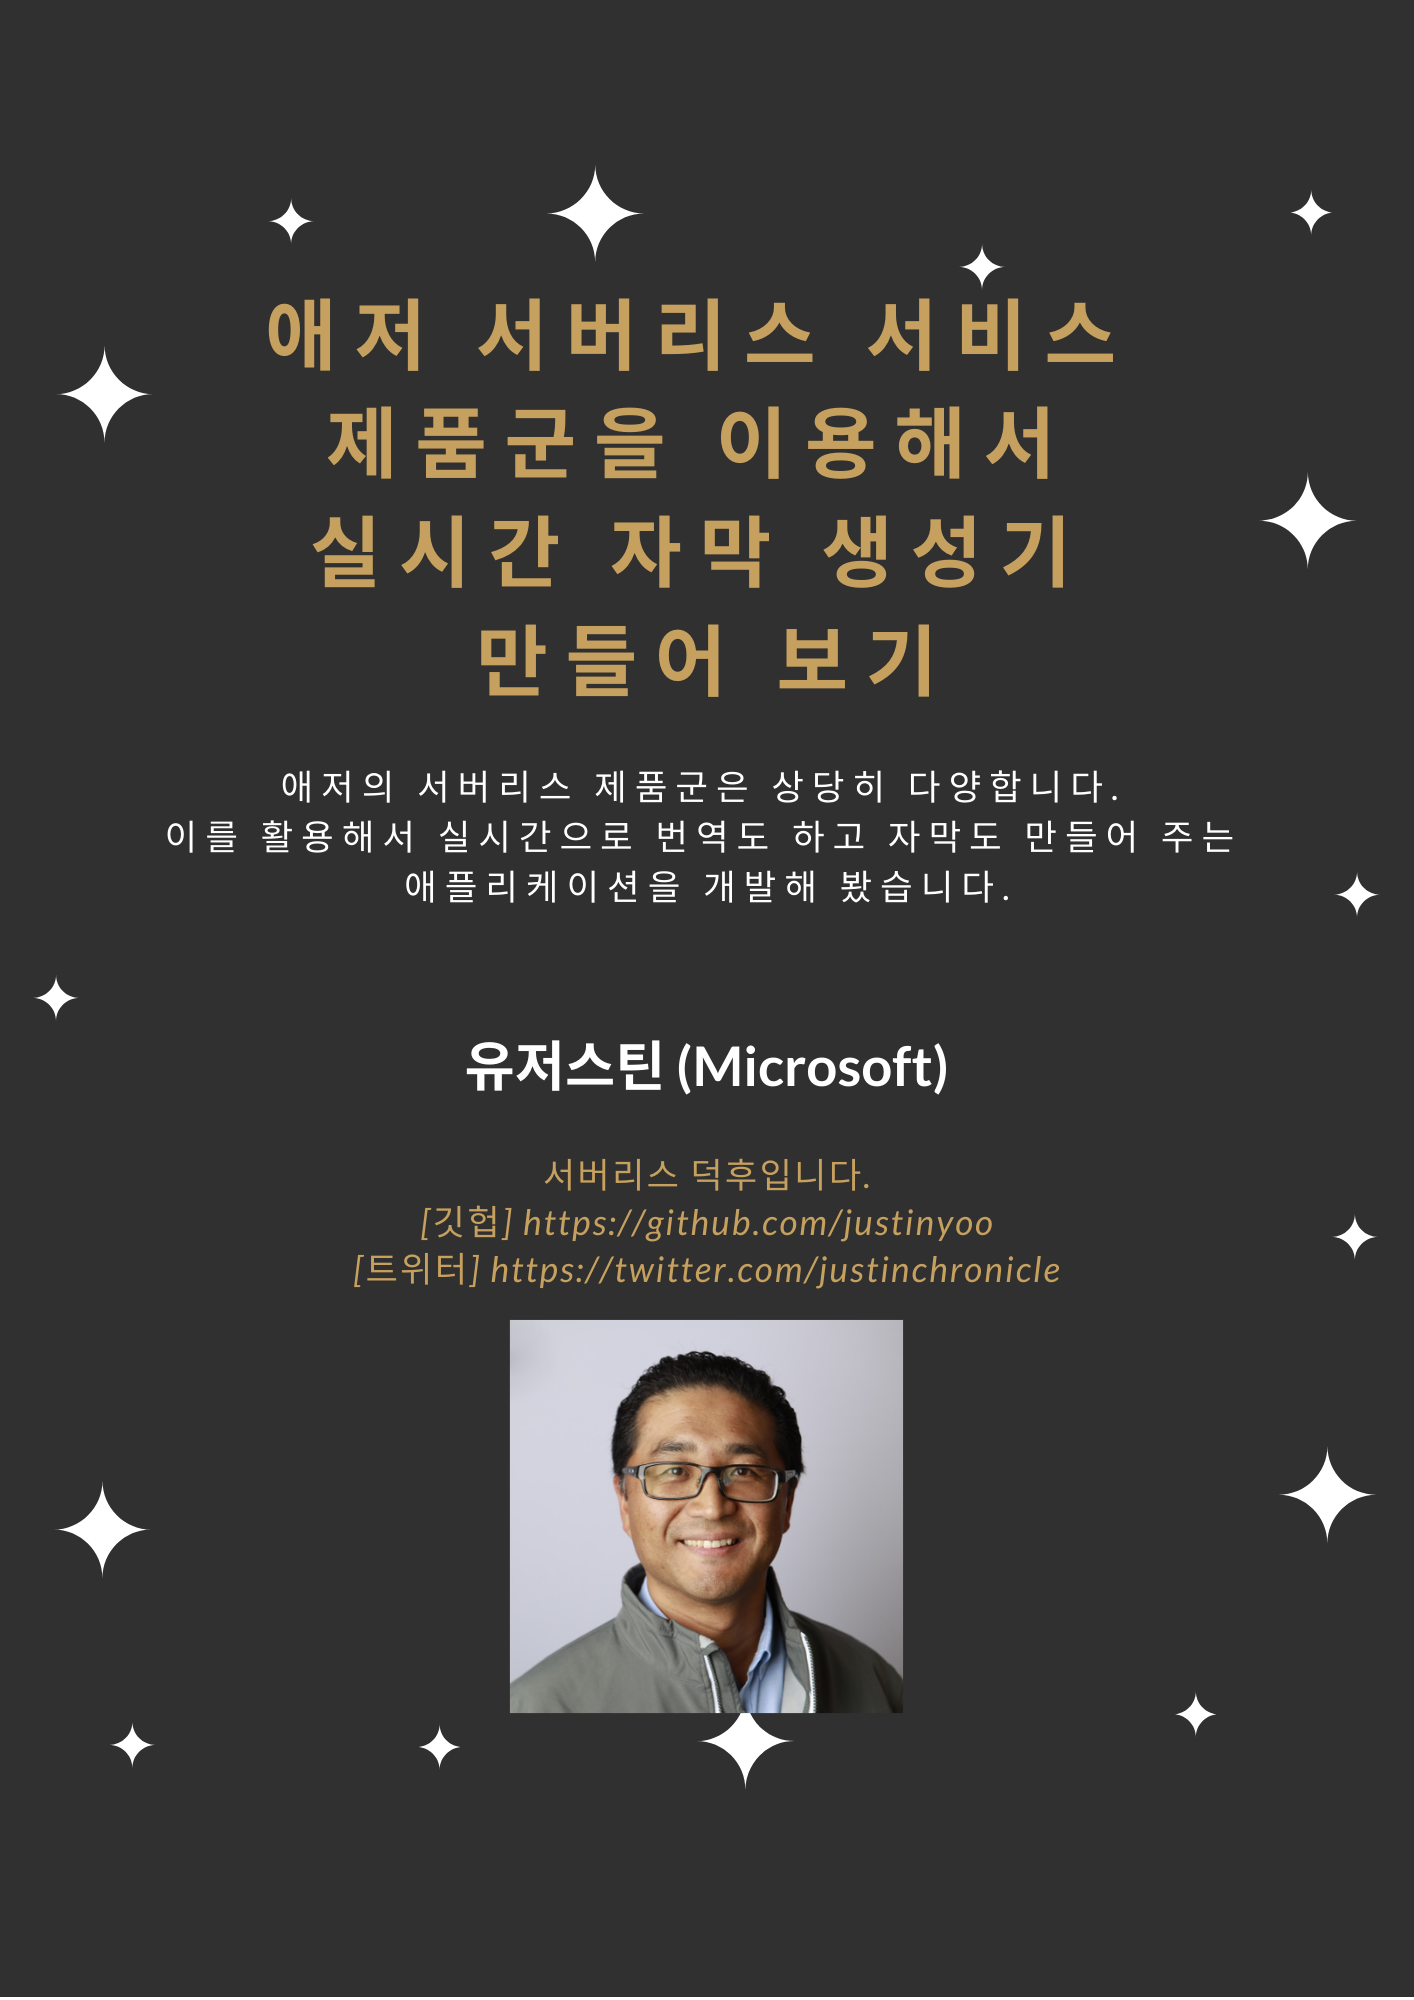 애저 서버리스 서비스
제품군을 이용해서
실시간 자막 생성기
만들어 보기
애저의 서버리스 제품군은 상당히 다양합니다.
이를 활용해서 실시간으로 번역도 하고 자막도 만들어 주는
애플리케이션을 개발해 봤습니다.
유저스틴 (Microsoft)
서버리스 덕후입니다.
[깃헙] https://github.com/justinyoo
[트위터] https://twitter.com/justinchronicle